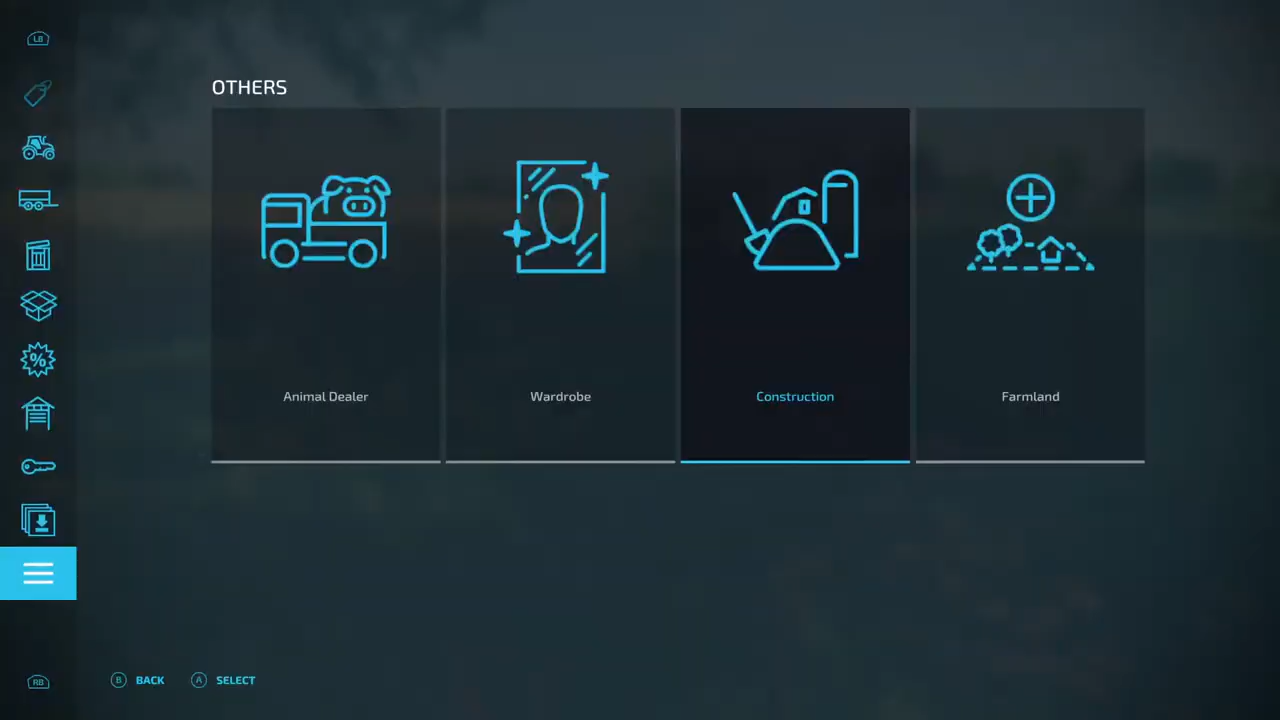 LB
OTHERS
%
Animal Dealer
Wardrobe
Construction
Farmland
RB
B BACK A SELECT